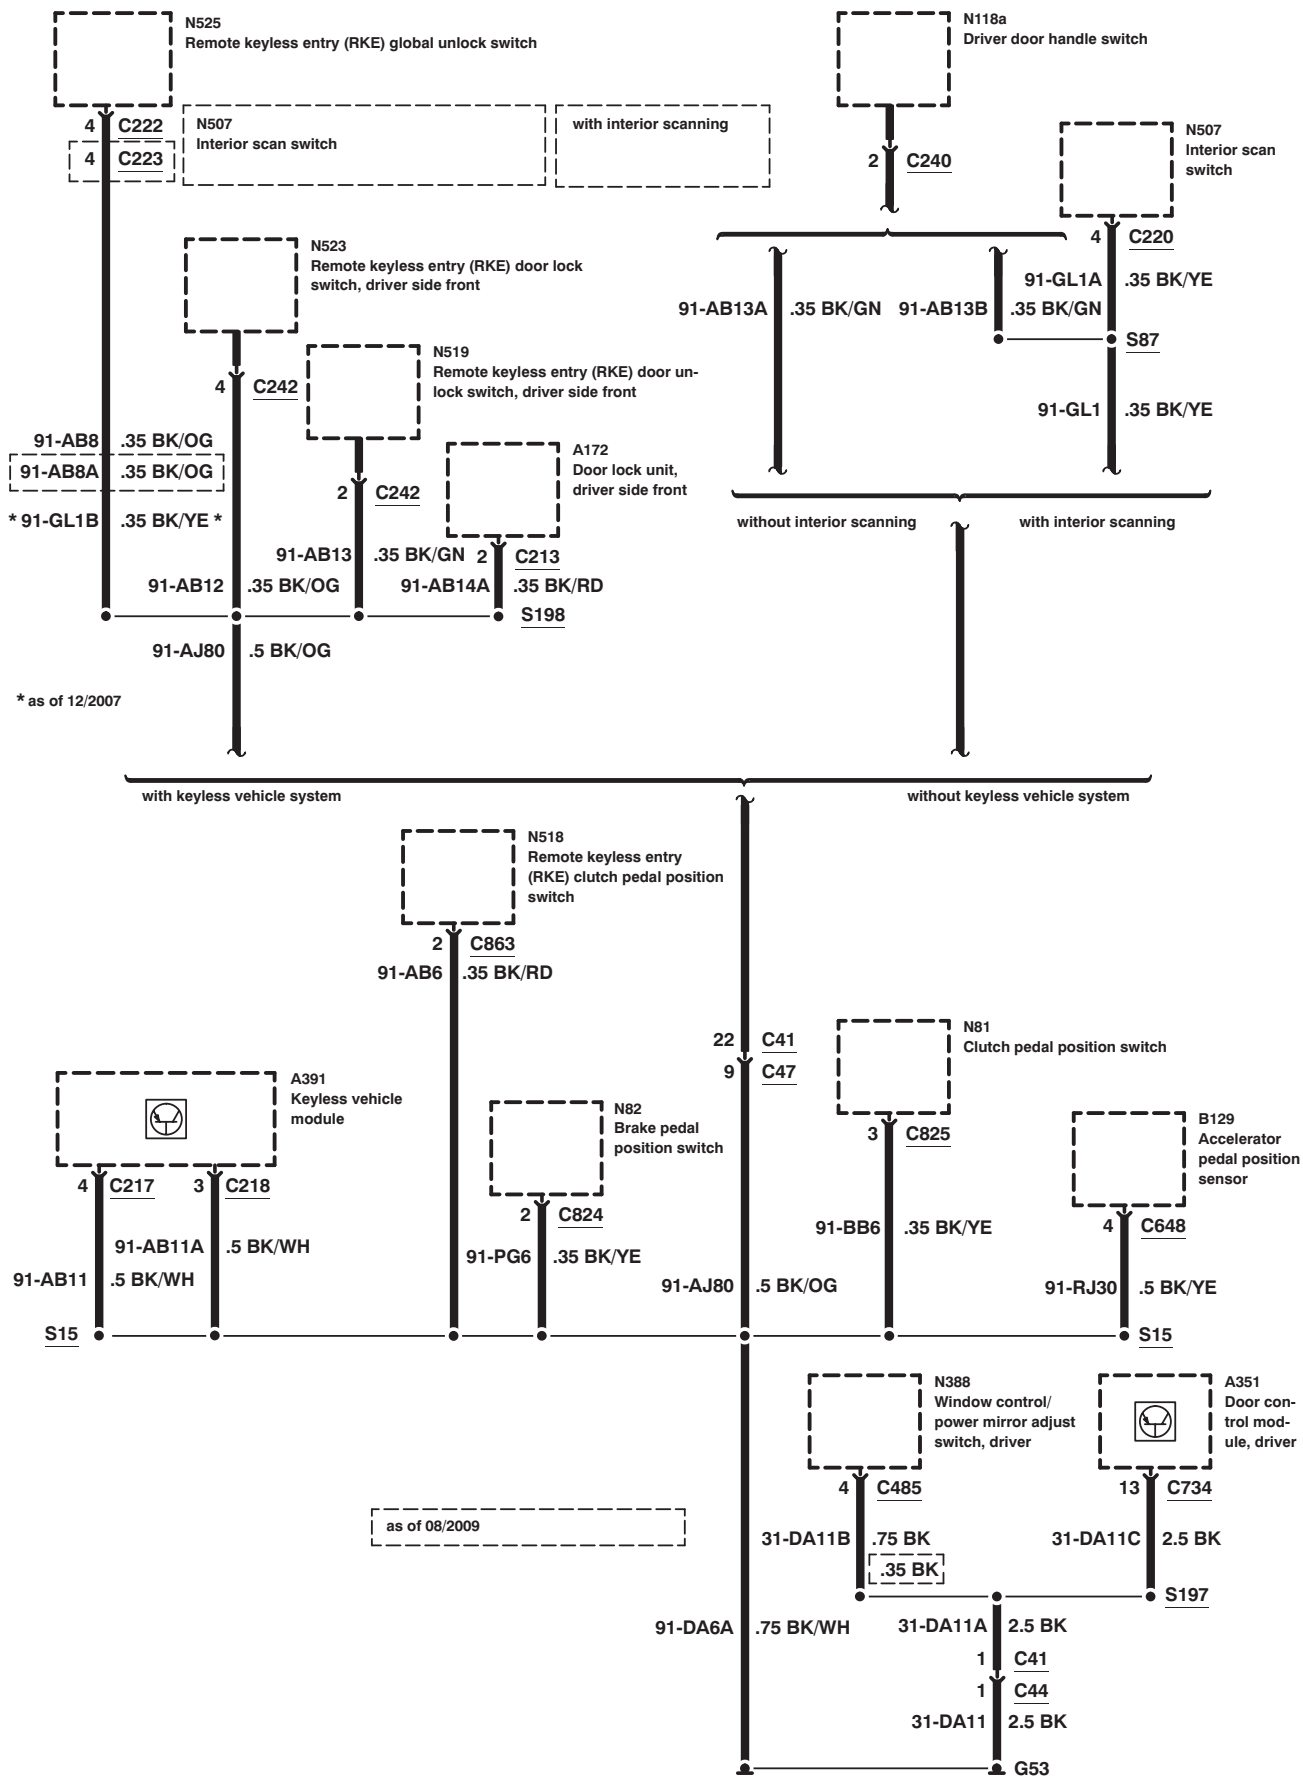 N525
Remote keyless entry (RKE) global unlock switch
N118a
Driver door handle switch
4 C222
4 C223
N507
Interior scan switch
with interior scanning
2 C240
N507
Interior scan
switch
4 C220
N523
Remote keyless entry (RKE) door lock
switch, driver side front
91-GL1A .35 BK/YE
91-AB13A .35 BK/GN
91-AB13B .35 BK/GN
S87
N519
Remote keyless entry (RKE) door un-
lock switch, driver side front
4 C242
91-GL1 .35 BK/YE
91-AB8 .35 BK/OG
91-AB8A .35 BK/OG
* 91-GL1B .35 BK/YE *
A172
Door lock unit,
driver side front
2 C242
without interior scanning
with interior scanning
91-AB13 .35 BK/GN
2 C213
91-AB12 .35 BK/OG
91-AB14A .35 BK/RD
S198
91-AJ80 .5 BK/OG
* as of 12/2007
with keyless vehicle system
without keyless vehicle system
N518
Remote keyless entry
(RKE) clutch pedal position
switch
2 C863
91-AB6 .35 BK/RD
22 C41
9 C47
N81
Clutch pedal position switch
A391
Keyless vehicle
module
N82
Brake pedal
position switch
3 C825
B129
Accelerator
pedal position
sensor
4 C217
3 C218
2 C824
4 C648
91-AB11A .5 BK/WH
91-PG6 .35 BK/YE
91-BB6 .35 BK/YE
91-AB11 .5 BK/WH
91-AJ80 .5 BK/OG
91-RJ30 .5 BK/YE
S15
S15
N388
Window control/
power mirror adjust
switch, driver
A351
Door con-
trol mod-
ule, driver
4 C485
13 C734
as of 08/2009
31-DA11B .75 BK
.35 BK
31-DA11C 2.5 BK
S197
91-DA6A .75 BK/WH
31-DA11A 2.5 BK
1 C41
1 C44
31-DA11 2.5 BK
G53